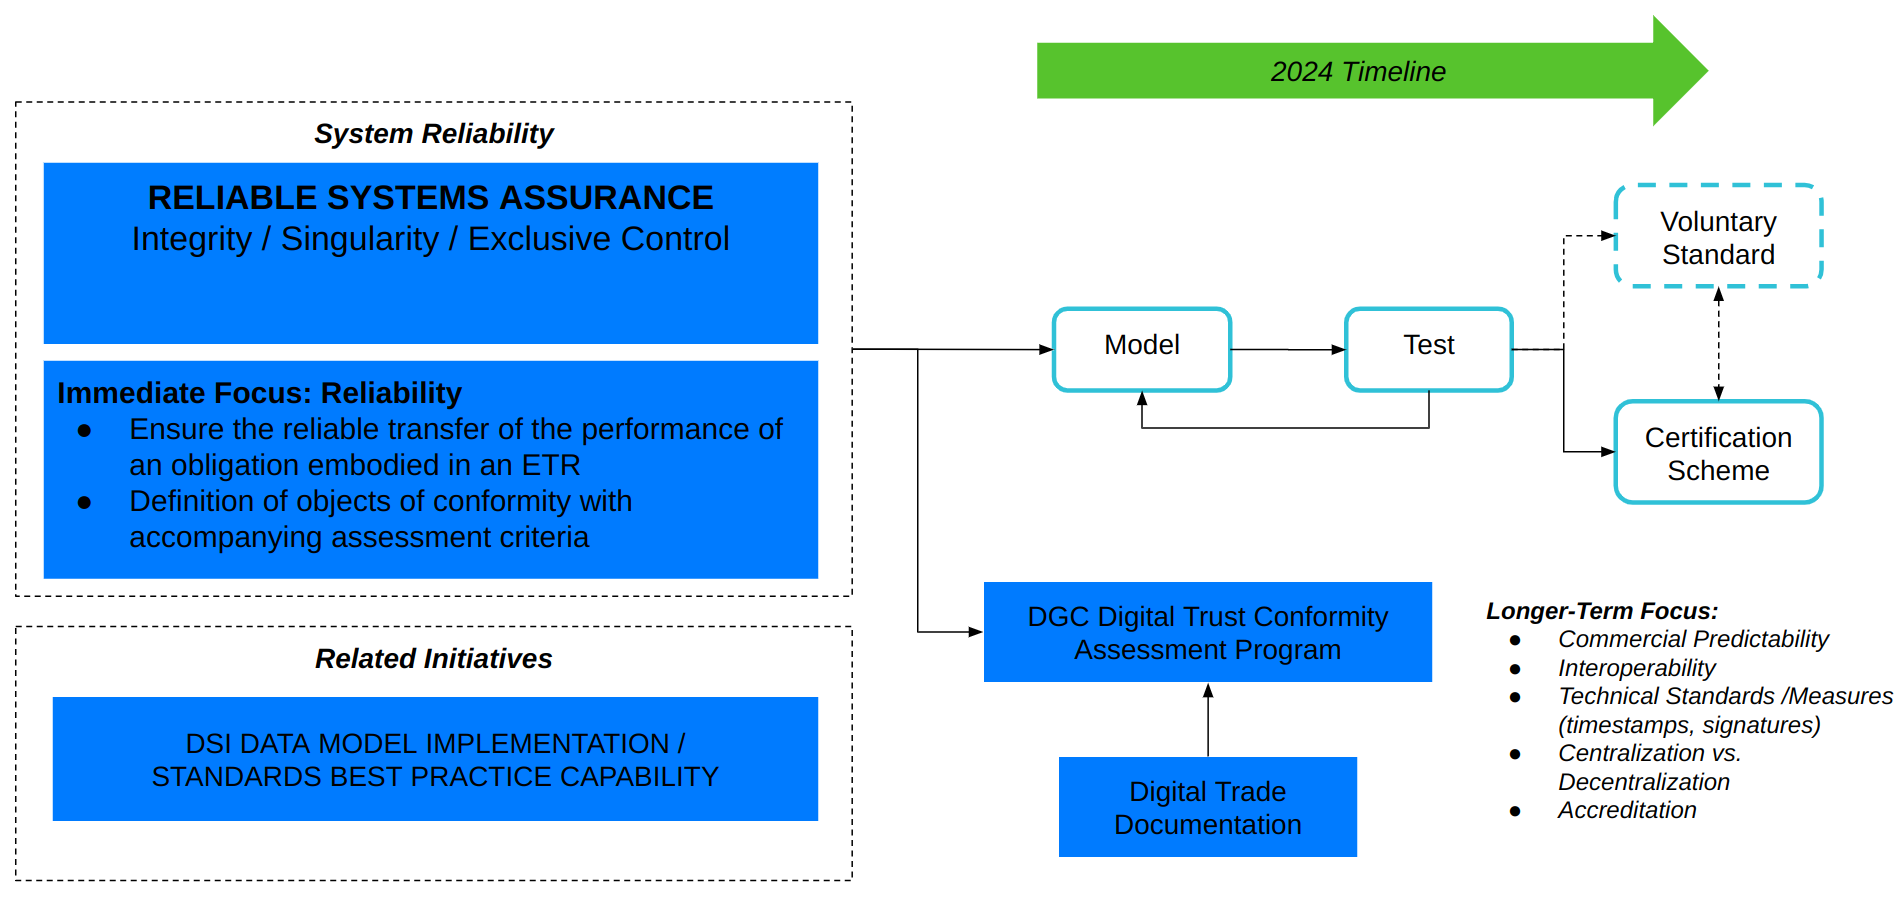 2024 Timeline
System Reliability
RELIABLE SYSTEMS ASSURANCE
Integrity / Singularity / Exclusive Control
Immediate Focus: Reliability
● Ensure the reliable transfer of the performance of
an obligation embodied in an ETR
● Definition of objects of conformity with
accompanying assessment criteria
Related Initiatives
DSI DATA MODEL IMPLEMENTATION /
STANDARDS BEST PRACTICE CAPABILITY
Model
Test
Voluntary
Standard
Certification
Scheme
DGC Digital Trust Conformity
Assessment Program
Digital Trade
Documentation
Longer-Term Focus:
● Commercial Predictability
● Interoperability
● Technical Standards /Measures
(timestamps, signatures)
● Centralization vs.
Decentralization
● Accreditation